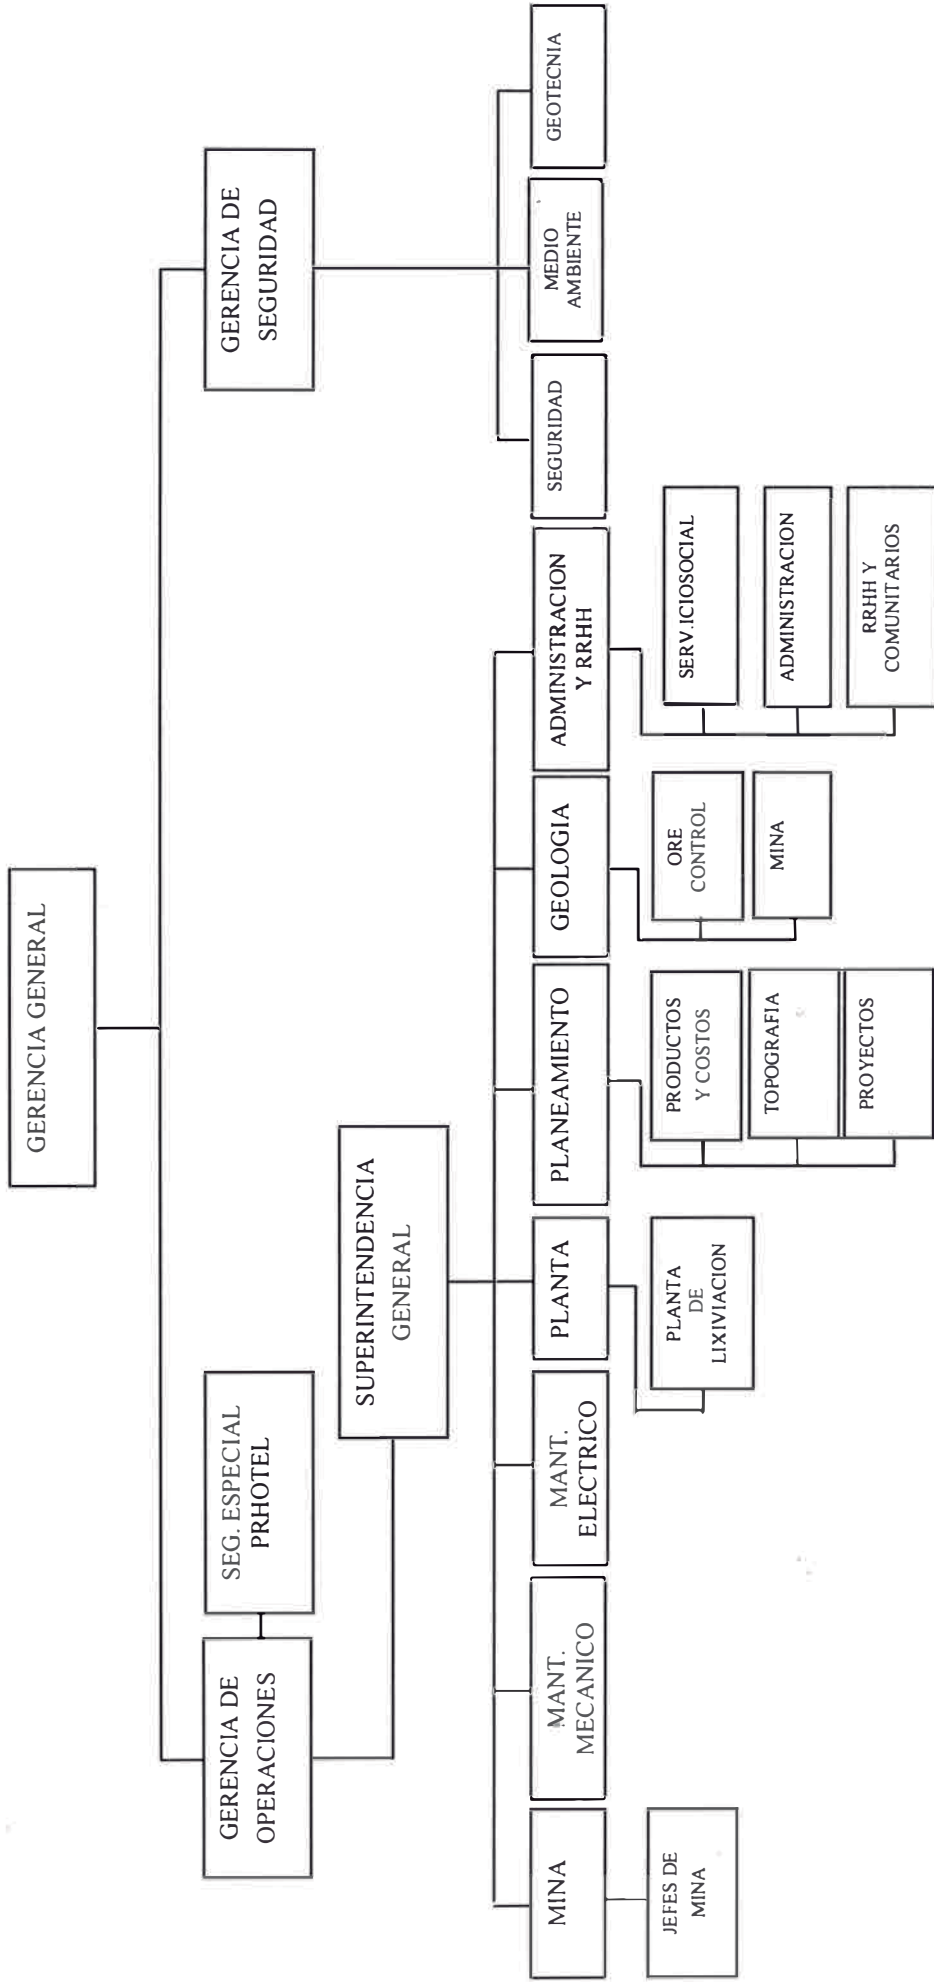 GERENCIA GENERAL
GERENCIA DE
OPERACIONES
SEG. ESPECIAL
PRHOTEL
GERENCIA DE
SEGURIDAD
SUPERINTENDENCIA
GENERAL
MINA
MANT.
MECANICO
MANT.
ELECTRICO
PLANTA
PLANEAMIENTO
GEOLOGIA
ADMINISTRACION
Y RRHH
SEGURIDAD
MEDIO
AMBIENTE
GEOTECNIA
JEFES DE
MINA
PLANTA
DE
LIXIVIACION
PRODUCTOS
Y COSTOS
TOPOGRAFIA
PROYECTOS
ORE
CONTROL
MINA
SERV.ICIOSOCIAL
ADMINISTRACION
RRHH Y
COMUNITARIOS